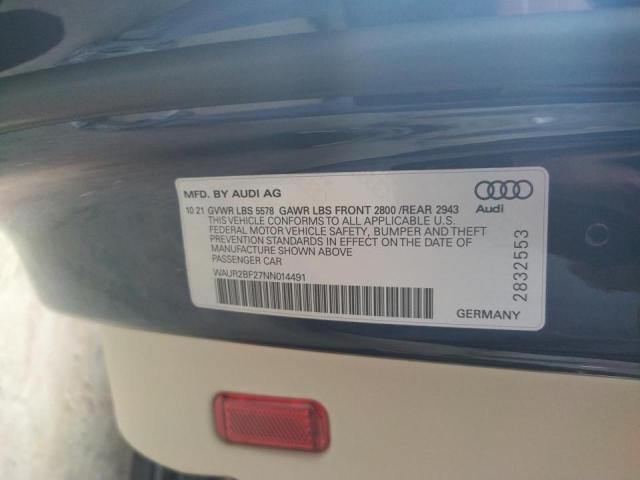 MFD. BY AUDI AG
10 21 GVWR LBS 5578 GAWR LBS FRONT 2800 /REAR 2943
THIS VEHICLE CONFORMS TO ALL APPLICABLE U.S.
FEDERAL MOTOR VEHICLE SAFETY, BUMPER AND THEFT
PREVENTION STANDARDS IN EFFECT ON THE DATE OF
MANUFACTURE SHOWN ABOVE
PASSENGER CAR
WAUR2BF27NN014491
Audi
2832553
GERMANY